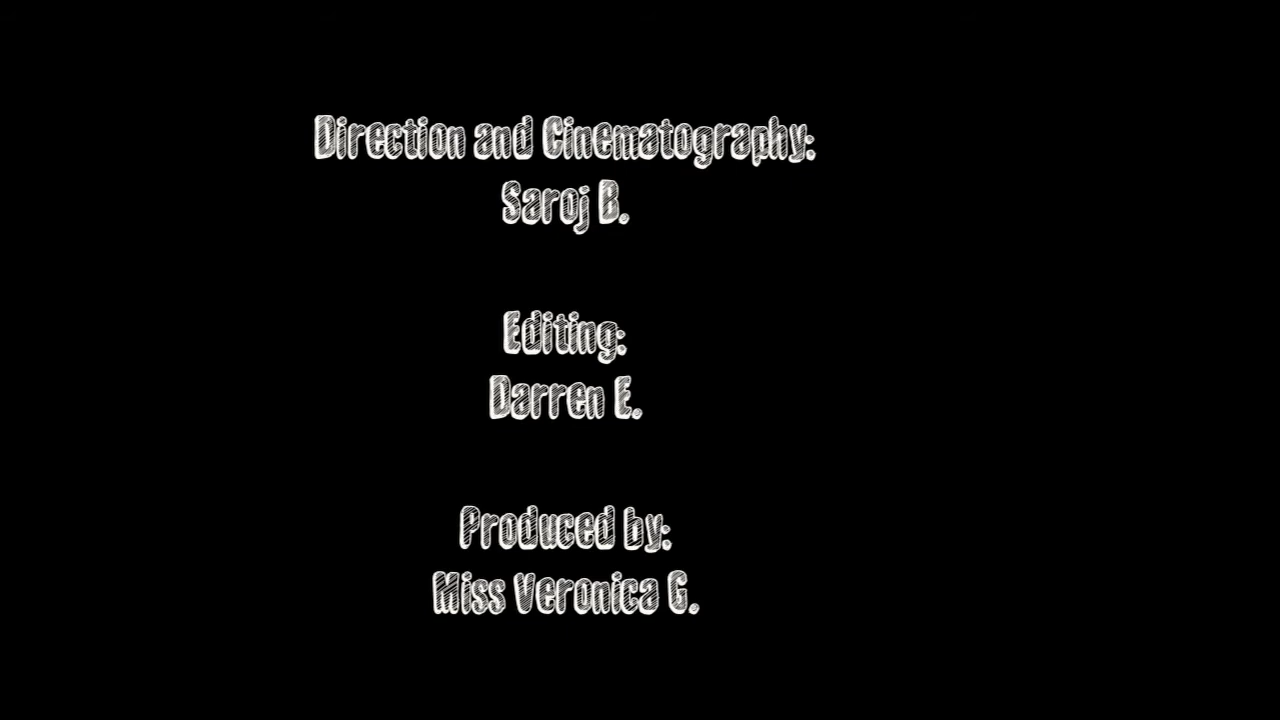 Direction and Cinematography:
Saroj B.
Editing:
Darren E.
Produced by:
Miss Veronica G.